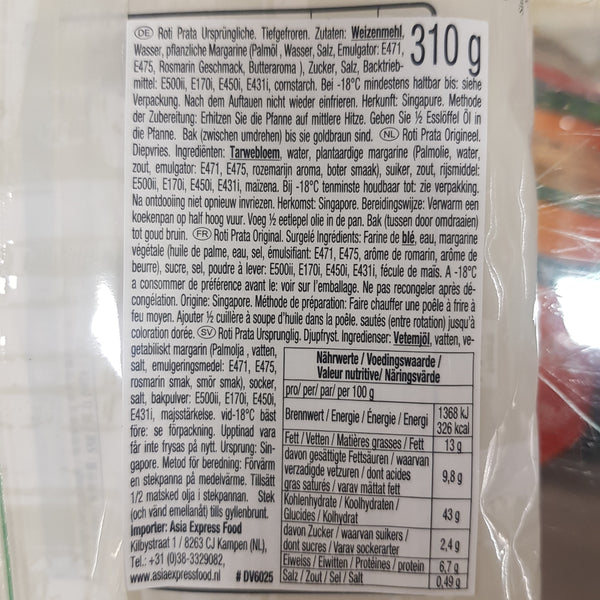 DE Roti Prata Ursprüngliche. Tiefgefroren. Zutaten: Weizenmehl,
Wasser, pflanzliche Margarine (Palmöl , Wasser, Salz, Emulgator: E471,
E475, Rosmarin Geschmack, Butteraroma ), Zucker, Salz, Backtrieb-
310 g
mittel: E500ii, E170i, E450i, E431i, cornstarch. Bei -18°C mindestens haltbar bis: siehe
Verpackung. Nach dem Auftauen nicht wieder einfrieren. Herkunft: Singapure. Methode
der Zubereitung: Erhitzen Sie die Pfanne auf mittlere Hitze. Geben Sie ½ Esslöffel Öl in
die Pfanne. Bak (zwischen umdrehen) bis sie goldbraun sind. NL Roti Prata Origineel.
Diepvries. Ingrediënten: Tarwebloem, water, plantaardige margarine (Palmolie, water,
zout, emulgator: E471, E475, rozemarijn aroma, boter smaak), suiker, zout, rijsmiddel:
E500ii, E170i, E450i, E431i, maizena. Bij -18°C tenminste houdbaar tot: zie verpakking.
Na ontdooiing niet opnieuw invriezen. Herkomst: Singapore. Bereidingswijze: Verwarm een
koekenpan op half hoog vuur. Voeg ½ eetlepel olie in de pan. Bak (tussen door omdraaien)
tot goud bruin. FR Roti Prata Original. Surgelé Ingrédients: Farine de blé, eau, margarine
végétale (huile de palme, eau, sel, émulsifiant: E471, E475, arôme de romarin, arôme de
beurre), sucre, sel, poudre à lever: E500ii, E170i, E450i, E431i, fécule de maïs. A -18°C
a consommer de préférence avant le: voir sur l'emballage. Ne pas recongeler après dé-
congélation. Origine: Singapore. Méthode de préparation: Faire chauffer une poêle à frire à
feu moyen. Ajouter ½ cuillère à soupe d'huile dans la poêle. sautés (entre rotation) jusqu'à
coloration dorée. SV Roti Prata Ursprunglig. Djupfryst. Ingredienser: Vetemjöl, vatten, ve-
getabiliskt margarin (Palmolja , vatten,
salt, emulgeringsmedel: E471, E475,
rosmarin smak, smör smak), socker,
salt, bakpulver: E500ii, E170i, E450i,
E431i, majsstärkelse. vid-18°C bäst
före: se förpackning. Upptinad vara
får inte frysas på nytt. Ursprung: Sin-
gapore. Metod för beredning: Förvärm
en stekpanna på medelvärme. Tillsätt
1/2 matsked olja i stekpannan. Stek
(och vänd emellanåt) tills gyllenbrunt.
Importer: Asia Express Food
Kilbystraat 1 / 8263 CJ Kampen (NL),
Tel.: +31 (0)38-3329082,
www.asiaexpressfood.nl # DV6025
Nährwerte / Voedingswaarde /
Valeur nutritive/ Näringsvärde
pro/ per/ par/ per 100 g
Brennwert / Energie / Énergie / Energi 1368 kJ
326 kcal
Fett / Vetten / Matières grasses / Fett 13 g
davon gesättigte Fettsäuren / waarvan
verzadigde vetzuren / dont acides
gras saturés / varav mättat fett 9,8 g
Kohlenhydrate / Koolhydraten /
Glucides / Kolhydrat 43 g
davon Zucker / waarvan suikers /
dont sucres / Varav sockerarter 2,4 g
Eiweiss / Eiwitten / Protéines / protein 6,7 g
Salz / Zout / Sel / Salt 0,49 g